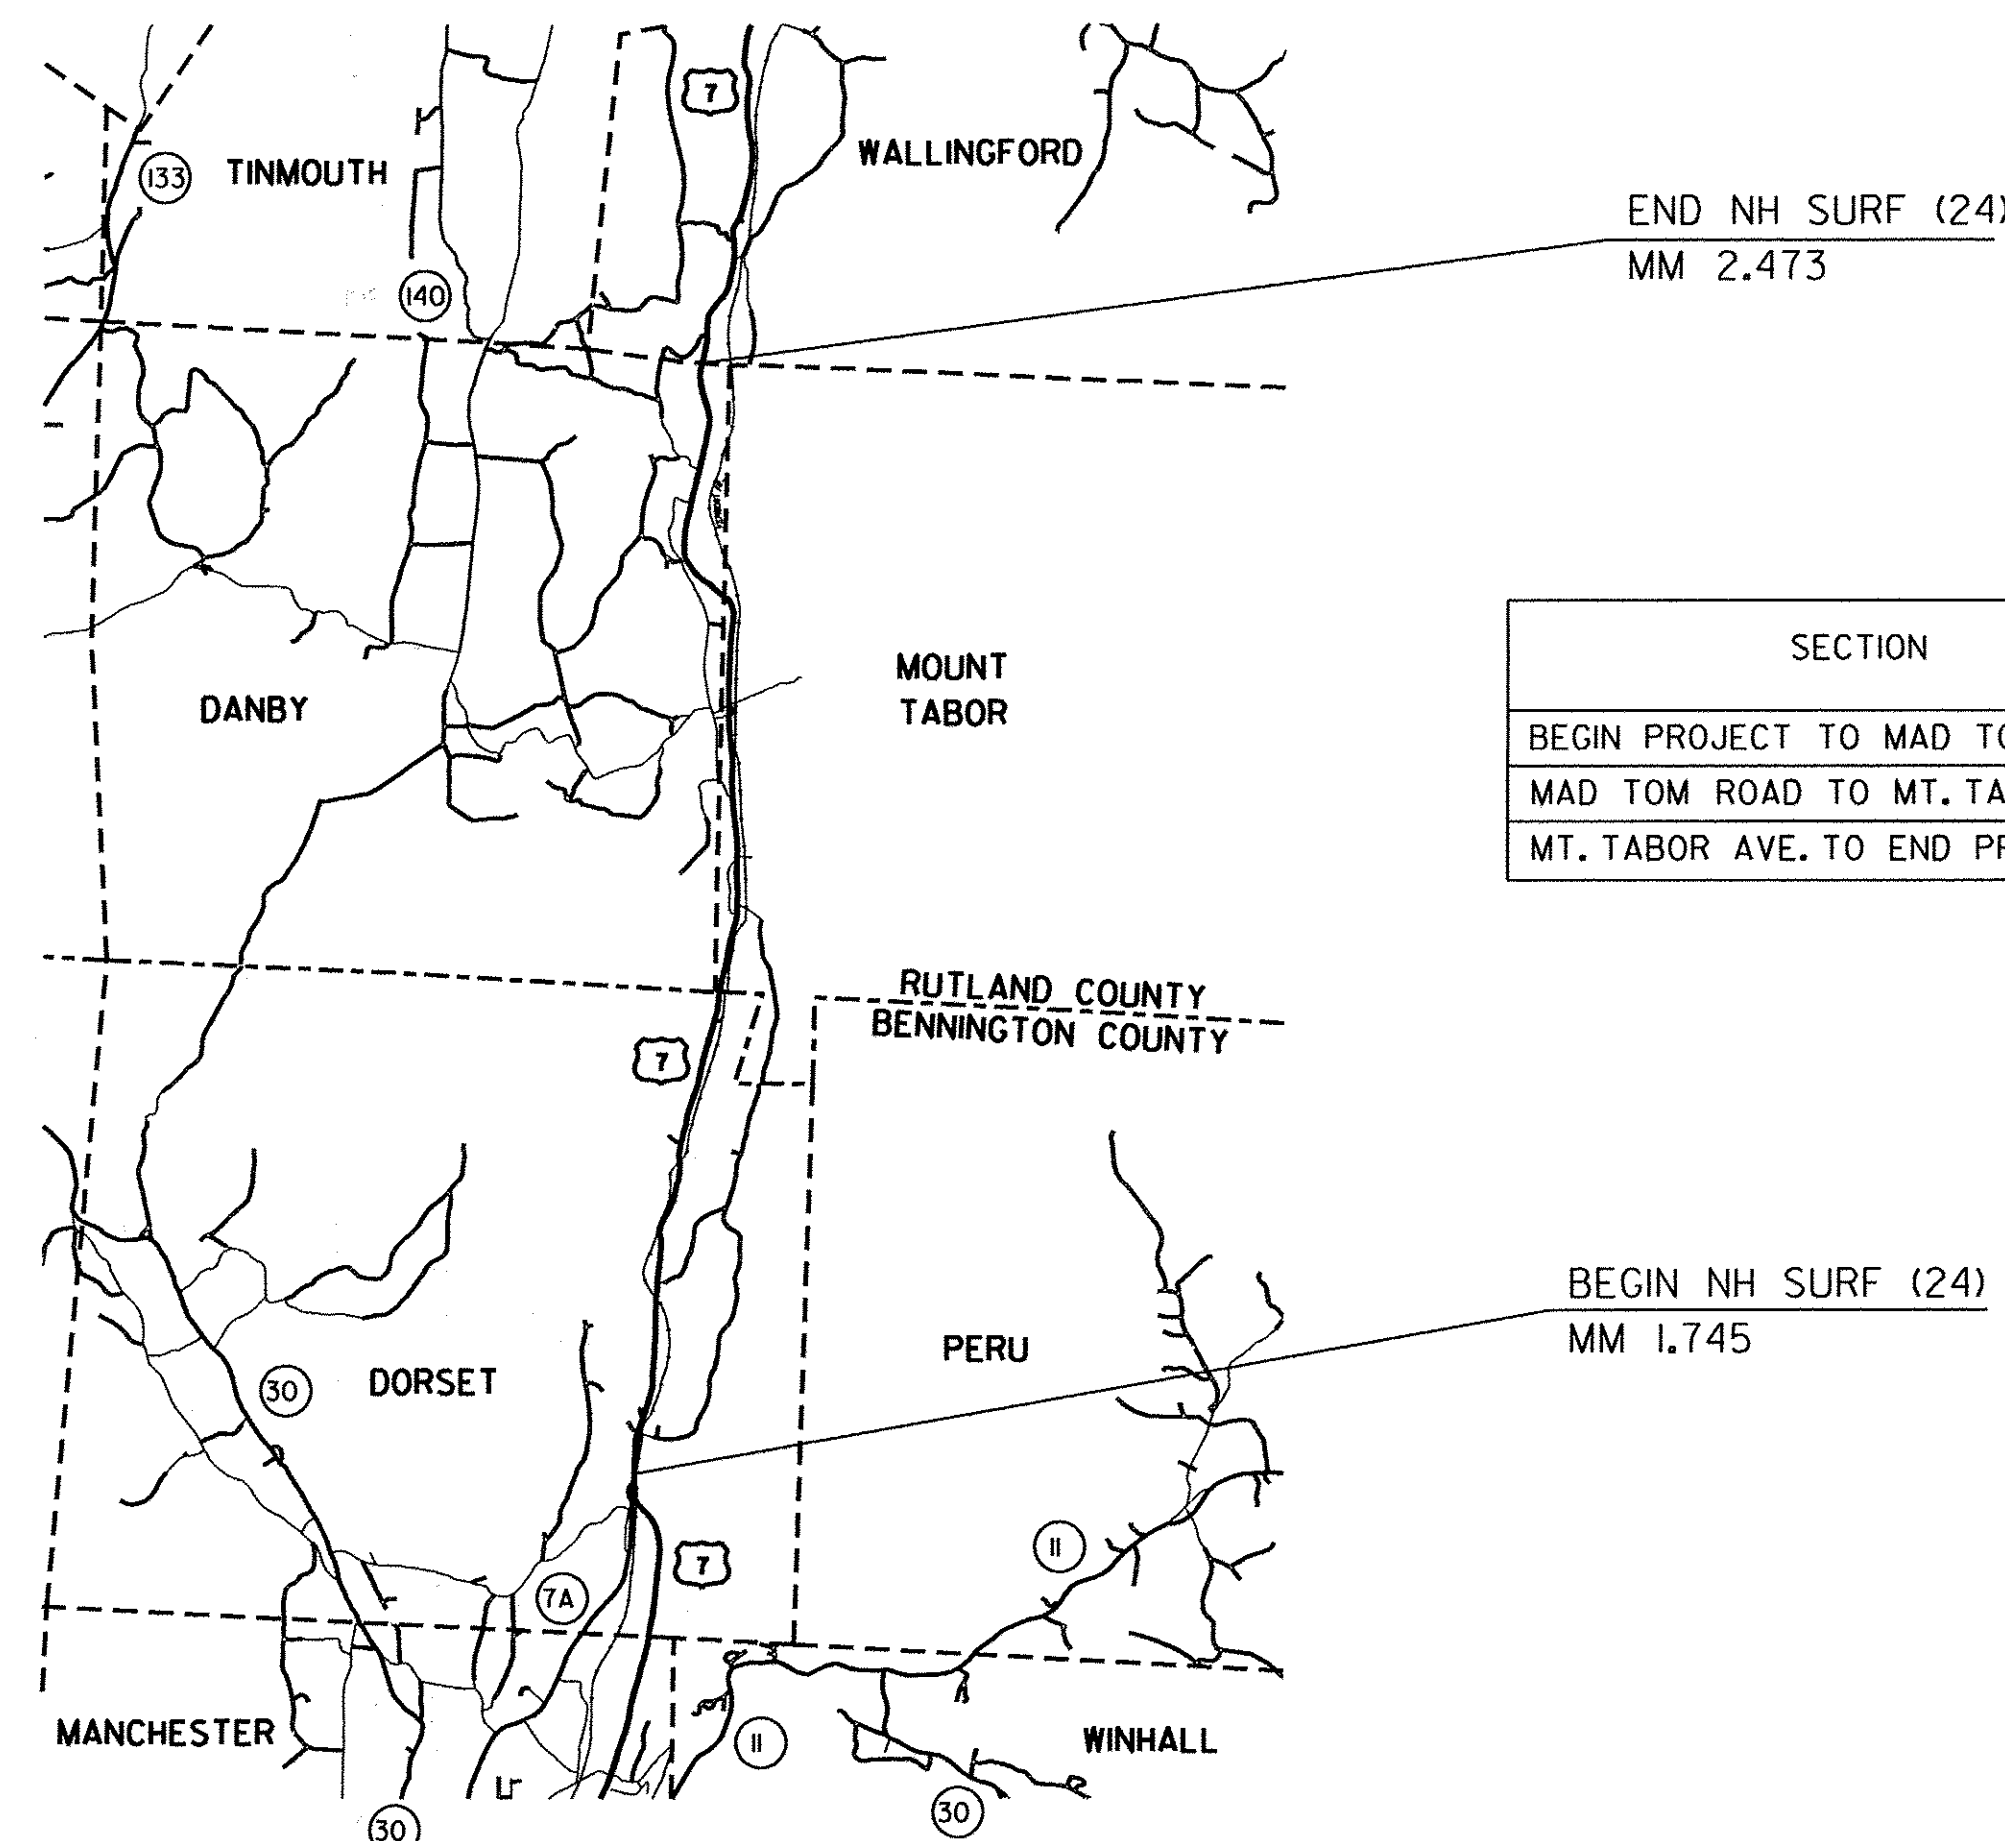 7
WALLINGFORD
133
TINMOUTH
END NH SURF (24)
MM 2.473
140
SECTION
MOUNT
TABOR
DANBY
BEGIN PROJECT TO MAD
MAD TOM ROAD TO MT. TA
MT. TABOR AVE. TO END
RUTLAND COUNTY
BENNINGTON COUNTY
7
BEGIN NH SURF (24)
MM 1.745
PERU
30
DORSET
11
7
7A
MANCHESTER
11
WINHALL
30
30